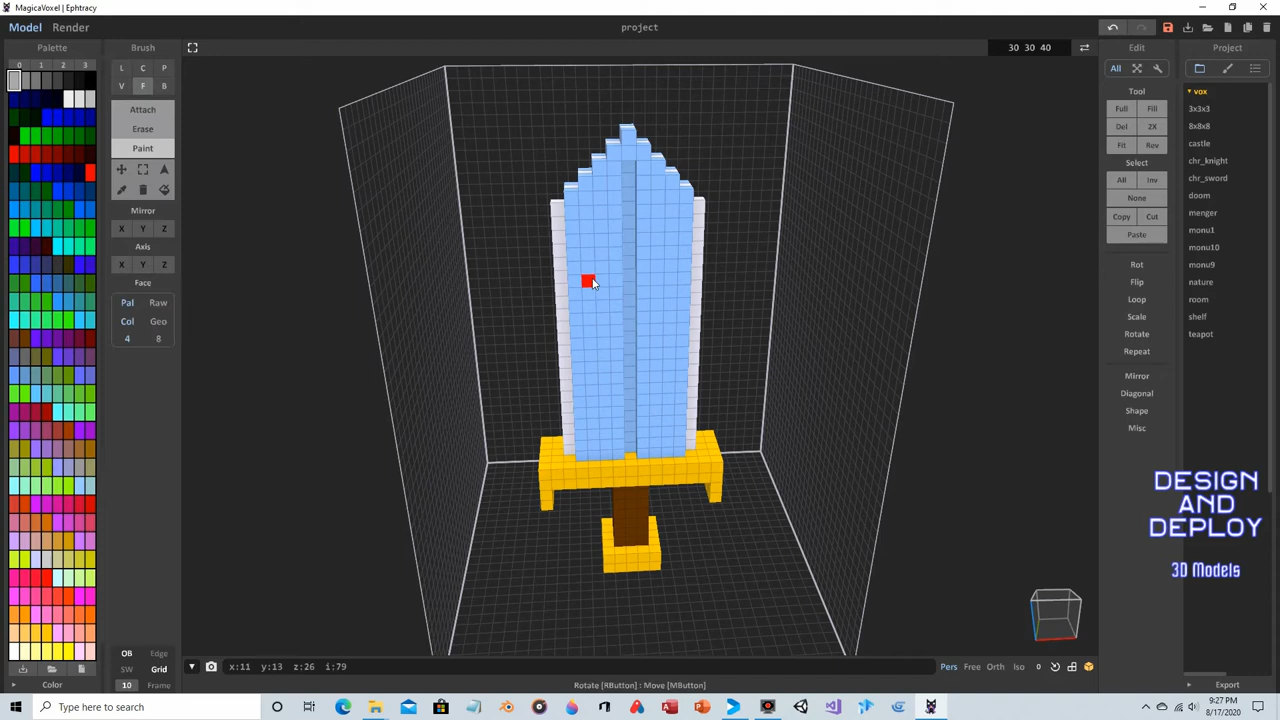 MagicaVoxel @ Ephtracy
Model Render
project
Palette
0 1 2 3
Brush
L C P
V F B
Attach
Erase
Paint
Mirror
X Y Z
Axis
X Y Z
Face
Pal Raw
Col Geo
4 8
OB Edge
SW Grid
10 Frame
Color
30 30 40
Edit
All
Tool
Full Fill
Del 2X
Fit Rev
Select
All Inv
None
Copy Cut
Paste
Rot
Flip
Loop
Scale
Rotate
Repeat
Mirror
Diagonal
Shape
Misc
Project
vox
3x3x3
8x8x8
castle
chr_knight
chr_sword
doom
menger
monu1
monu10
monu9
nature
room
shelf
teapot
DESIGN
AND
DEPLOY
3D Models
x:11 y:13 z:26 i:79
Pers Free Orth Iso 0
Rotate [RButton] : Move [MButton]
Export
Type here to search
9:27 PM
8/17/2020